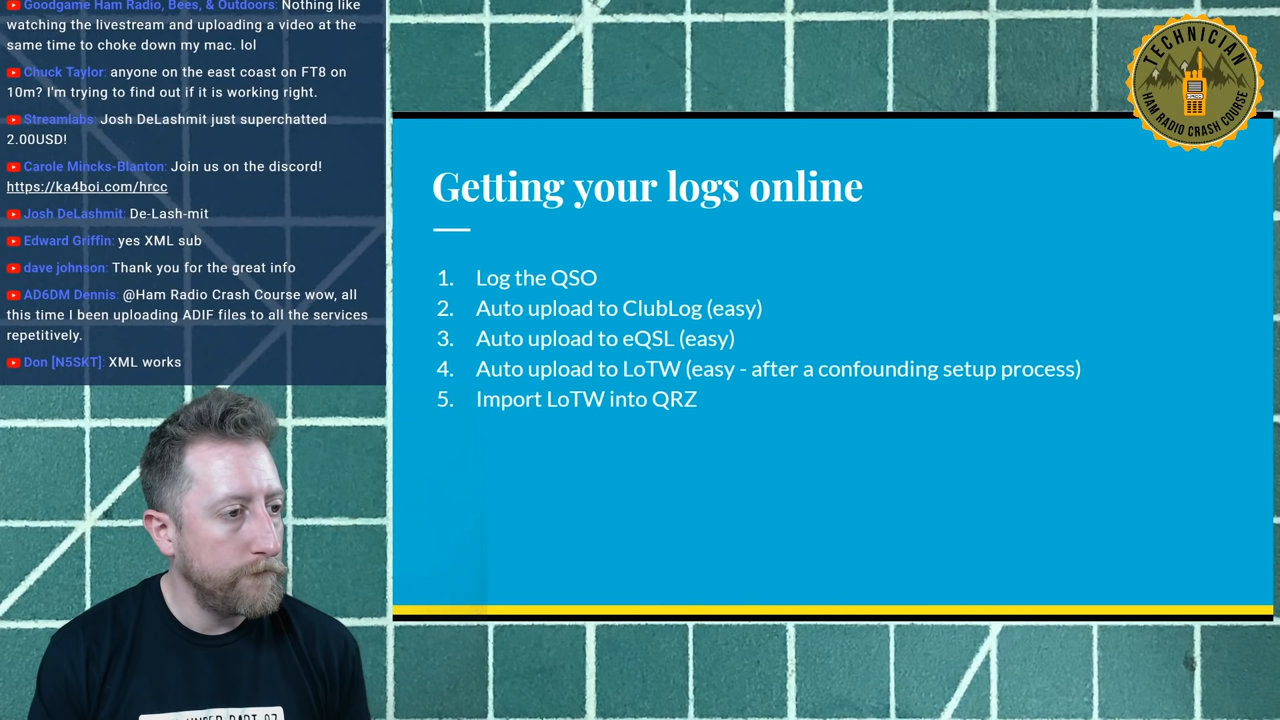 Goodgame Ham Radio, Bees, & Outdoors: Nothing like
watching the livestream and uploading a video at the
same time to choke down my mac. lol
Chuck Taylor: anyone on the east coast on FT8 on
10m? I'm trying to find out if it is working right.
Streamlabs: Josh DeLashmit just superchatted
2.00USD!
Carole Mincks-Blanton: Join us on the discord!
https://ka4boi.com/hrcc
Josh DeLashmit: De-Lash-mit
Edward Griffin: yes XML sub
dave johnson: Thank you for the great info
AD6DM Dennis: @Ham Radio Crash Course wow, all
this time I been uploading ADIF files to all the services
repetitively.
Don [N5SKT]: XML works
TECHNICIAN
HAM RADIO CRASH COURSE
Getting your logs online
1. Log the QSO
2. Auto upload to ClubLog (easy)
3. Auto upload to eQSL (easy)
4. Auto upload to LoTW (easy - after a confounding setup process)
5. Import LoTW into QRZ